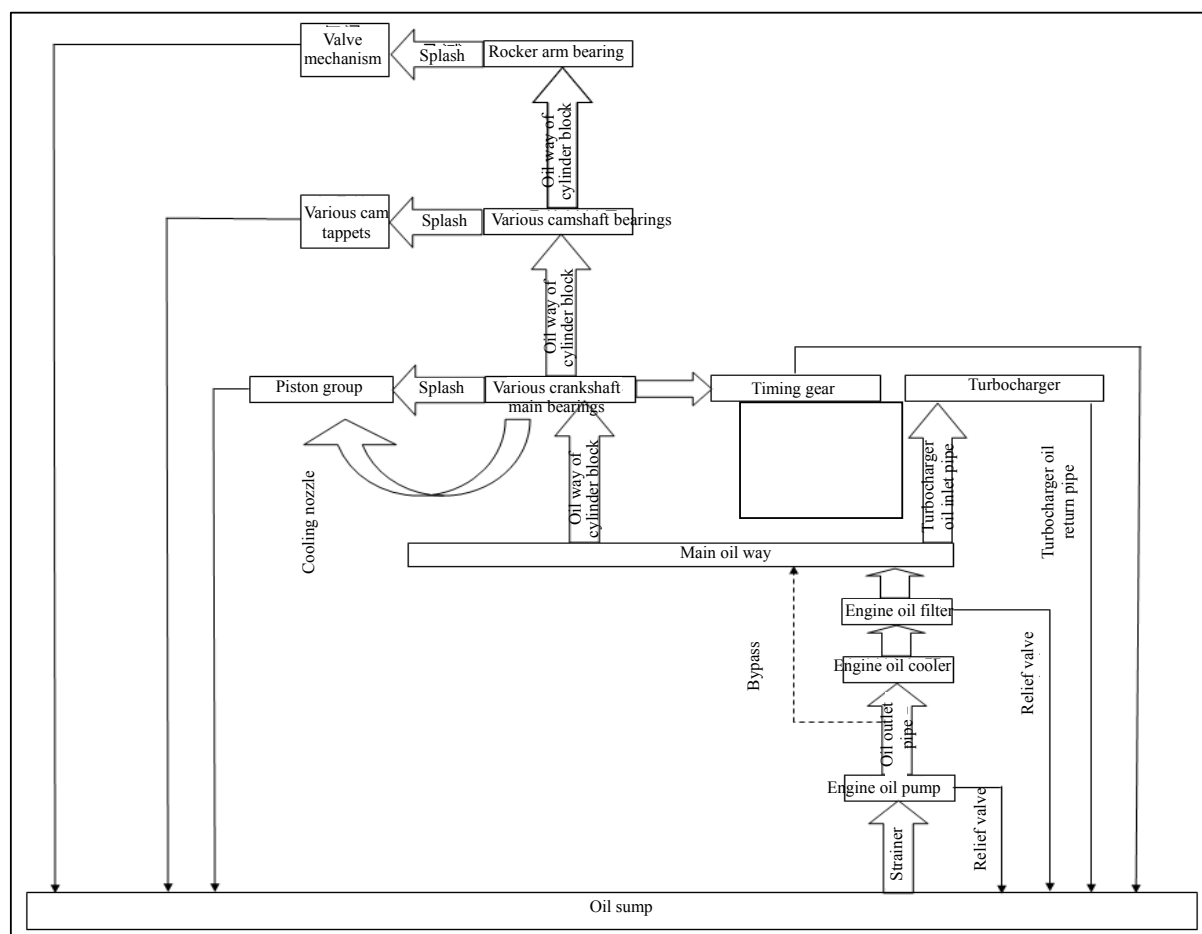 Valve
mechanism
Splash
Rocker arm bearing
Oil way of
cylinder block
Various cam
tappets
Splash
Various camshaft bearings
Oil way of
cylinder block
Piston group
Splash
Various crankshaft
main bearings
Timing gear
Turbocharger
Cooling nozzle
Oil way of
cylinder block
Turbocharger
oil inlet pipe
Turbocharger oil
return pipe
Main oil way
Engine oil filter
Bypass
Engine oil cooler
Relief valve
Oil outlet
pipe
Engine oil pump
Relief valve
Strainer
Oil sump